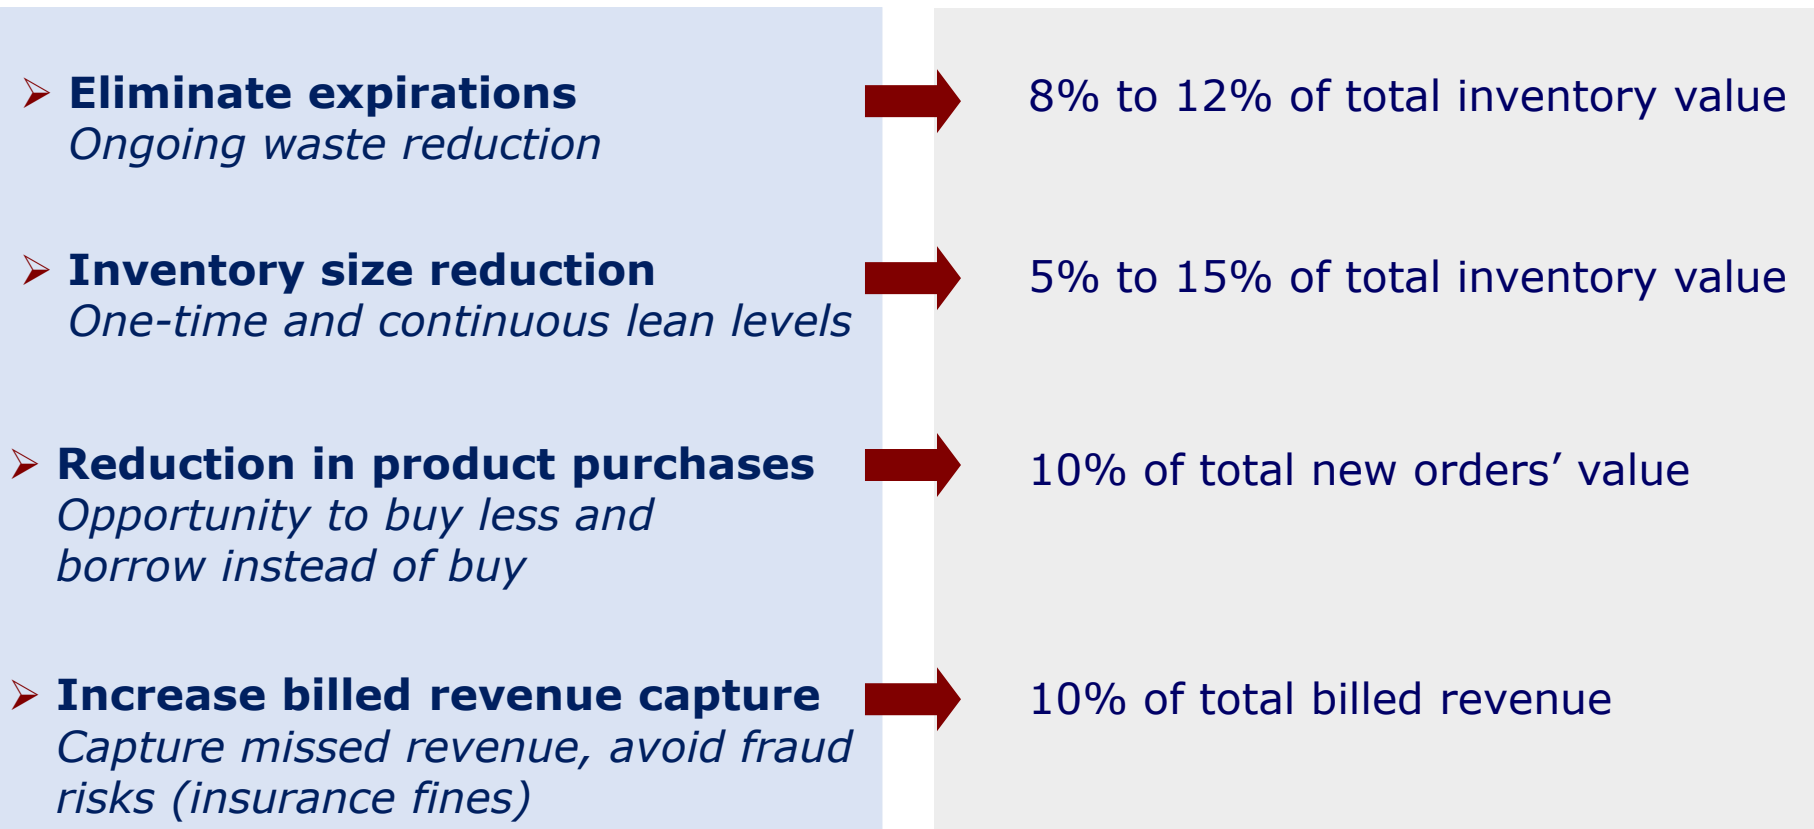 Eliminate expirations
Ongoing waste reduction
8% to 12% of total inventory value
Inventory size reduction
One-time and continuous lean levels
5% to 15% of total inventory value
Reduction in product purchases
Opportunity to buy less and
borrow instead of buy
10% of total new orders’ value
Increase billed revenue capture
Capture missed revenue, avoid fraud
risks (insurance fines)
10% of total billed revenue